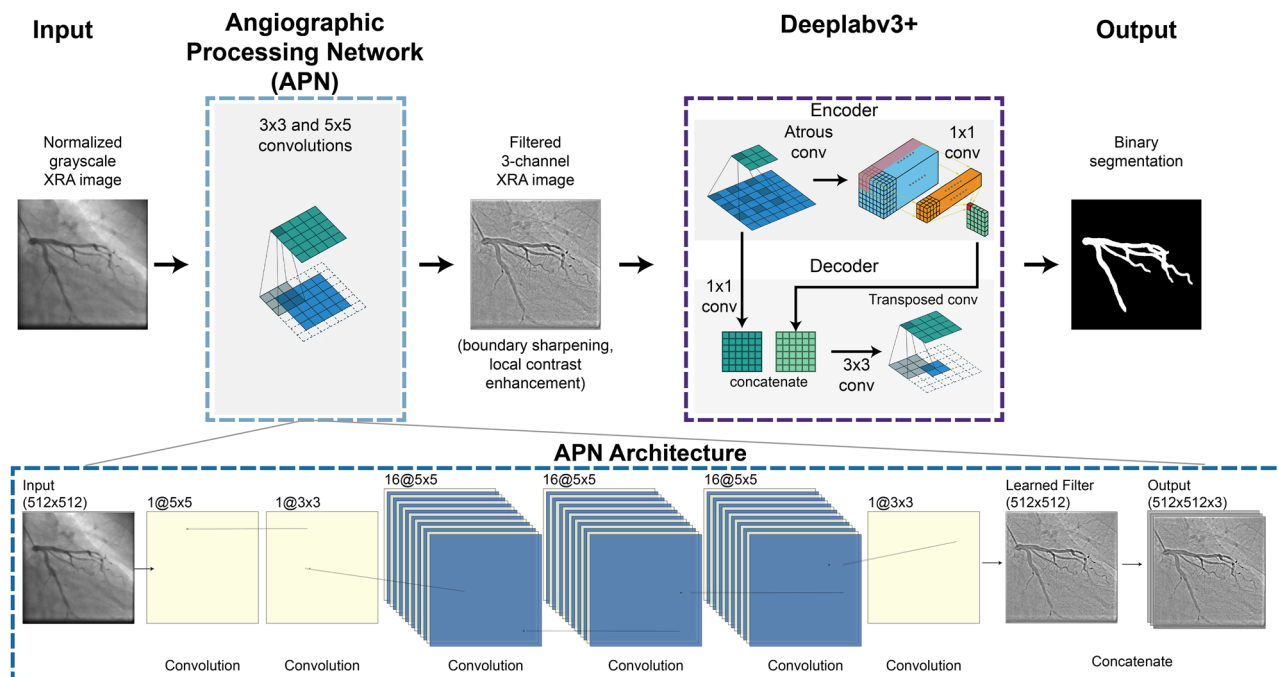 Input
Angiographic
Processing Network
(APN)
Deeplabv3+
Output
Normalized
grayscale
XRA image
3x3 and 5x5
convolutions
Filtered
3-channel
XRA image
(boundary sharpening,
local contrast
enhancement)
Encoder
Atrous
conv
1x1
conv
Decoder
1x1
conv
Transposed conv
concatenate
3x3
conv
Binary
segmentation
APN Architecture
Input
(512x512)
1@5x5
1@3x3
16@5x5
16@5x5
16@5x5
1@3x3
Learned Filter
(512x512)
Output
(512x512x3)
Convolution
Convolution
Convolution
Convolution
Convolution
Convolution
Concatenate